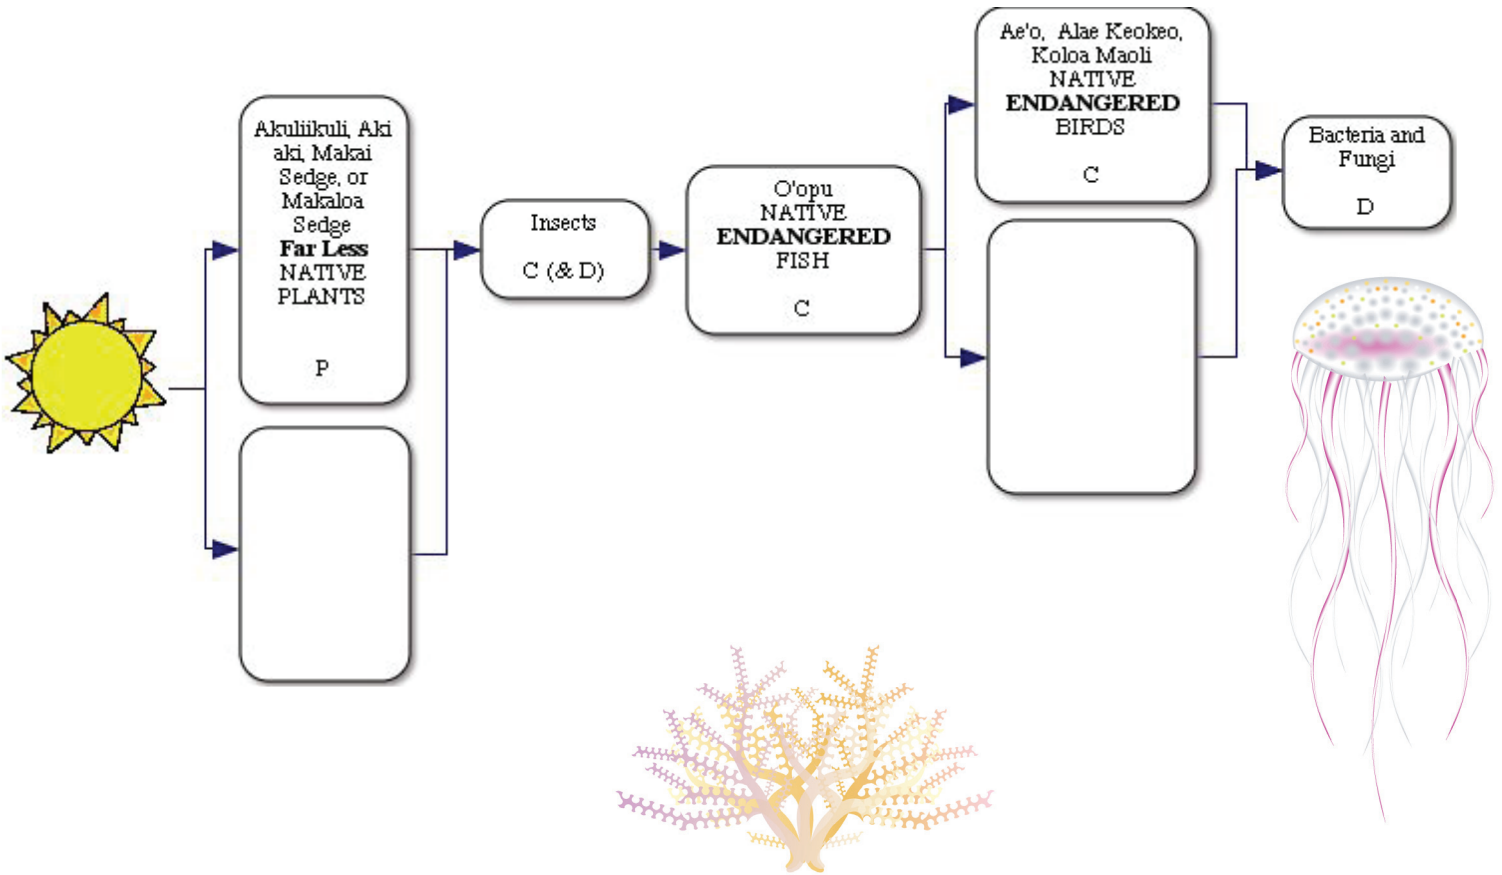 Akuliikuli, Aki
aki, Makai
Sedge, or
Makaloa
Sedge
Far Less
NATIVE
PLANTS
P
Insects
C (& D)
O'opu
NATIVE
ENDANGERED
FISH
C
Ae'o, Alae Keokeo,
Koloa Maoli
NATIVE
ENDANGERED
BIRDS
C
Bacteria and
Fungi
D